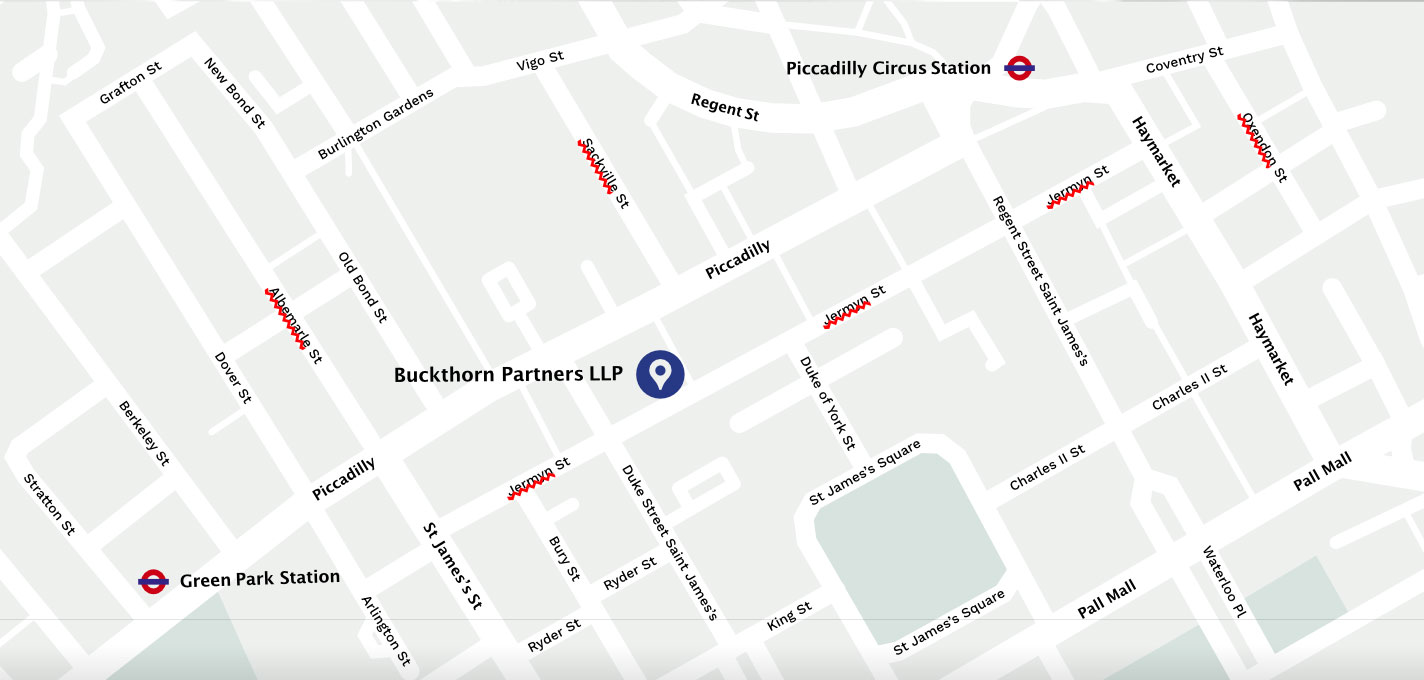 Vigo St
Coventry St
Piccadilly Circus Station
Grafton St
New Bond St
Regent St
Burlington Gardens
Haymarket
Oxendon St
Sackville St
Jermyn St
Regent Street Saint James's
Piccadilly
Old Bond St
Albemarle St
Jermyn St
Haymarket
Dover St
Buckthorn Partners LLP
Duke of York St
Charles II St
Berkeley St
St James's Square
Charles II St
Pall Mall
Piccadilly
Jermyn St
Stratton St
Duke Street Saint James's
St James's St
Bury St
Ryder St
Green Park Station
Waterloo Pl
Pall Mall
Arlington St
King St
Ryder St
St James's Square